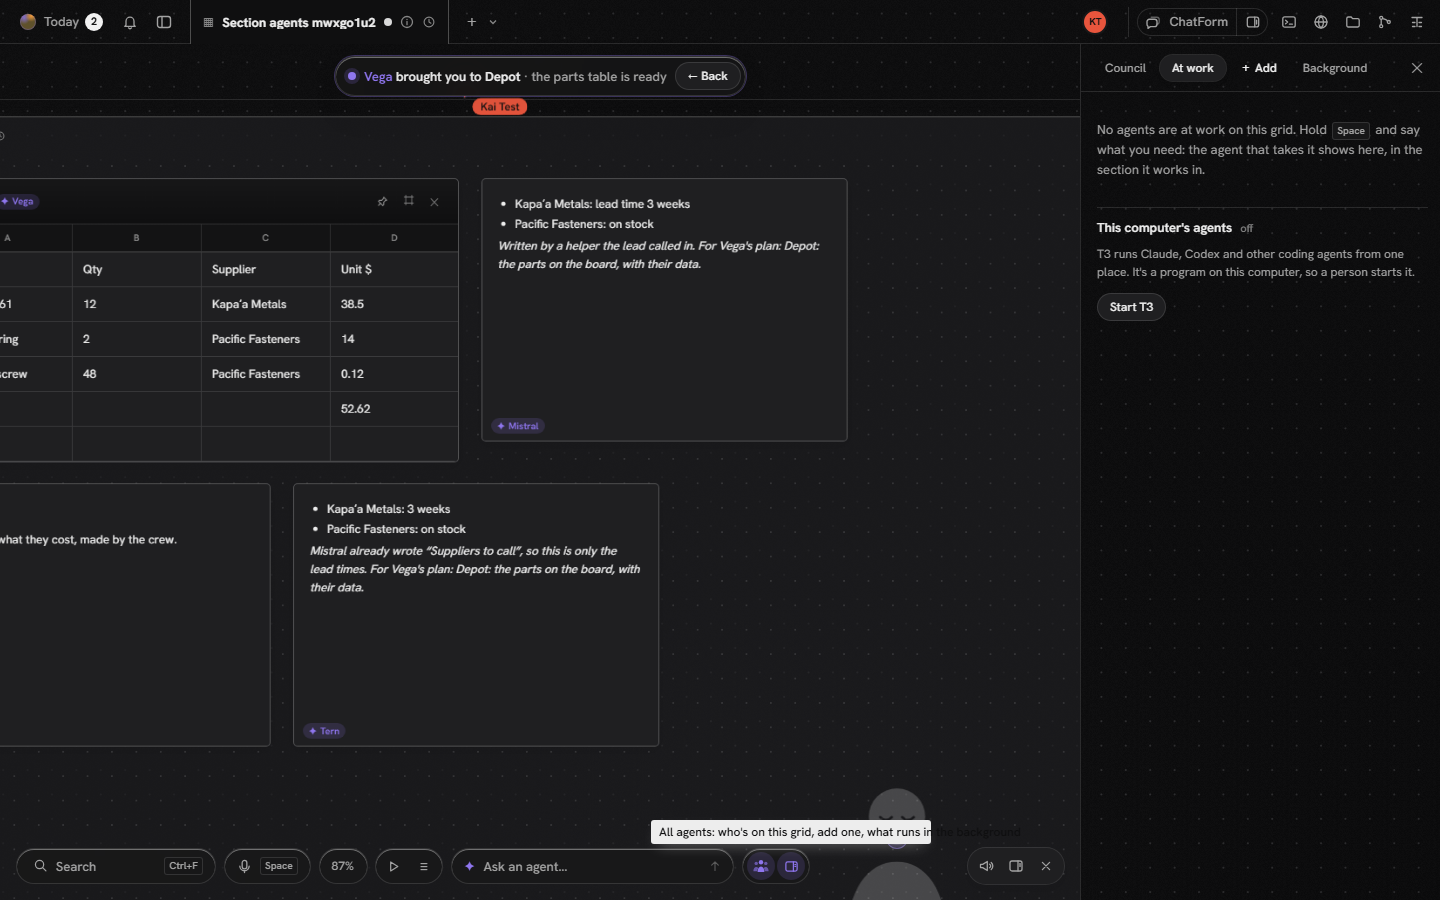 Today 2
Section agents mwxgo1u2
KT
ChatForm
Vega brought you to Depot · the parts table is ready
← Back
Kai Test
Council
At work
+ Add
Background
No agents are at work on this grid. Hold Space and say
what you need: the agent that takes it shows here, in the
section it works in.
This computer's agents off
T3 runs Claude, Codex and other coding agents from one
place. It's a program on this computer, so a person starts it.
Start T3
Vega
A B C D
Qty Supplier Unit $
61 12 Kapaʻa Metals 38.5
ring 2 Pacific Fasteners 14
screw 48 Pacific Fasteners 0.12
52.62
Kapaʻa Metals: lead time 3 weeks
Pacific Fasteners: on stock
Written by a helper the lead called in. For Vega's plan: Depot:
the parts on the board, with their data.
Mistral
what they cost, made by the crew.
Kapaʻa Metals: 3 weeks
Pacific Fasteners: on stock
Mistral already wrote “Suppliers to call”, so this is only the
lead times. For Vega's plan: Depot: the parts on the board, with
their data.
Tern
All agents: who's on this grid, add one, what runs in the background
Search Ctrl+F
Space
87%
Ask an agent...